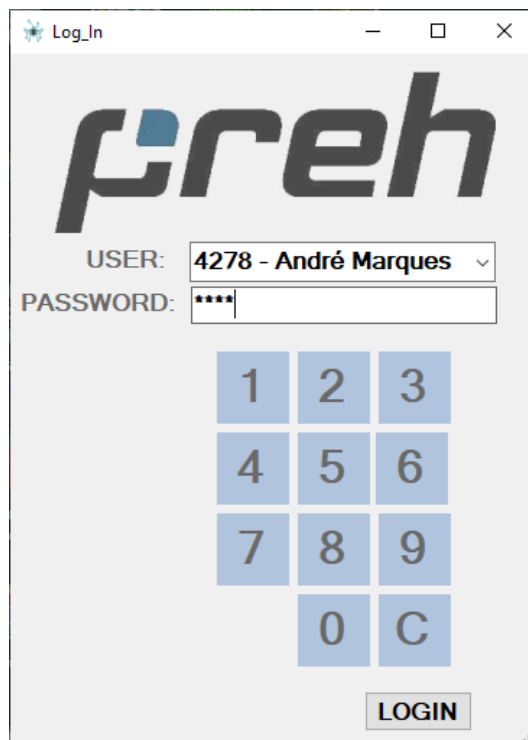 Log_In
preh
USER: 4278 - André Marques
PASSWORD: ****
1 2 3
4 5 6
7 8 9
0 C
LOGIN